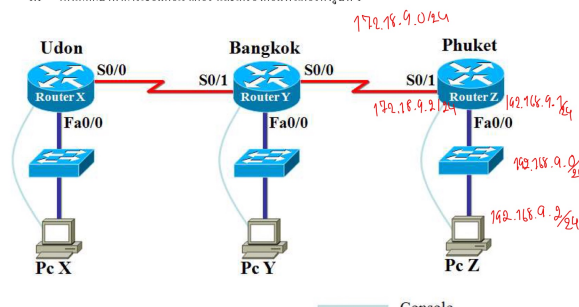 172.18.9.0/24
Udon
Bangkok
Phuket
S0/0
S0/1
S0/0
S0/1
Router X
Router Y
172.18.9.2/24
Router Z
192.168.9.1/24
Fa0/0
Fa0/0
Fa0/0
192.168.9.0/24
192.168.9.2/24
Pc X
Pc Y
Pc Z